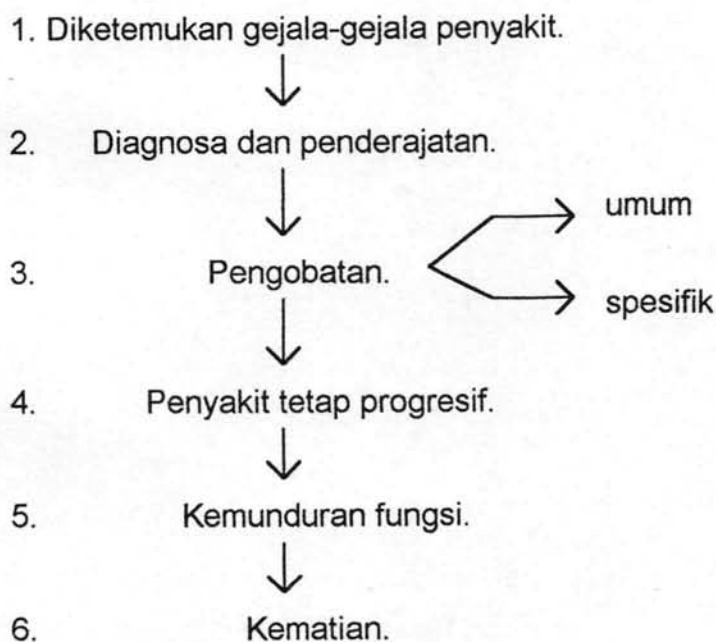 1. Diketemukan gejala-gejala penyakit.
2. Diagnosa dan penderajatan.
umum
3. Pengobatan.
spesifik
4. Penyakit tetap progresif.
5. Kemunduran fungsi.
6. Kematian.